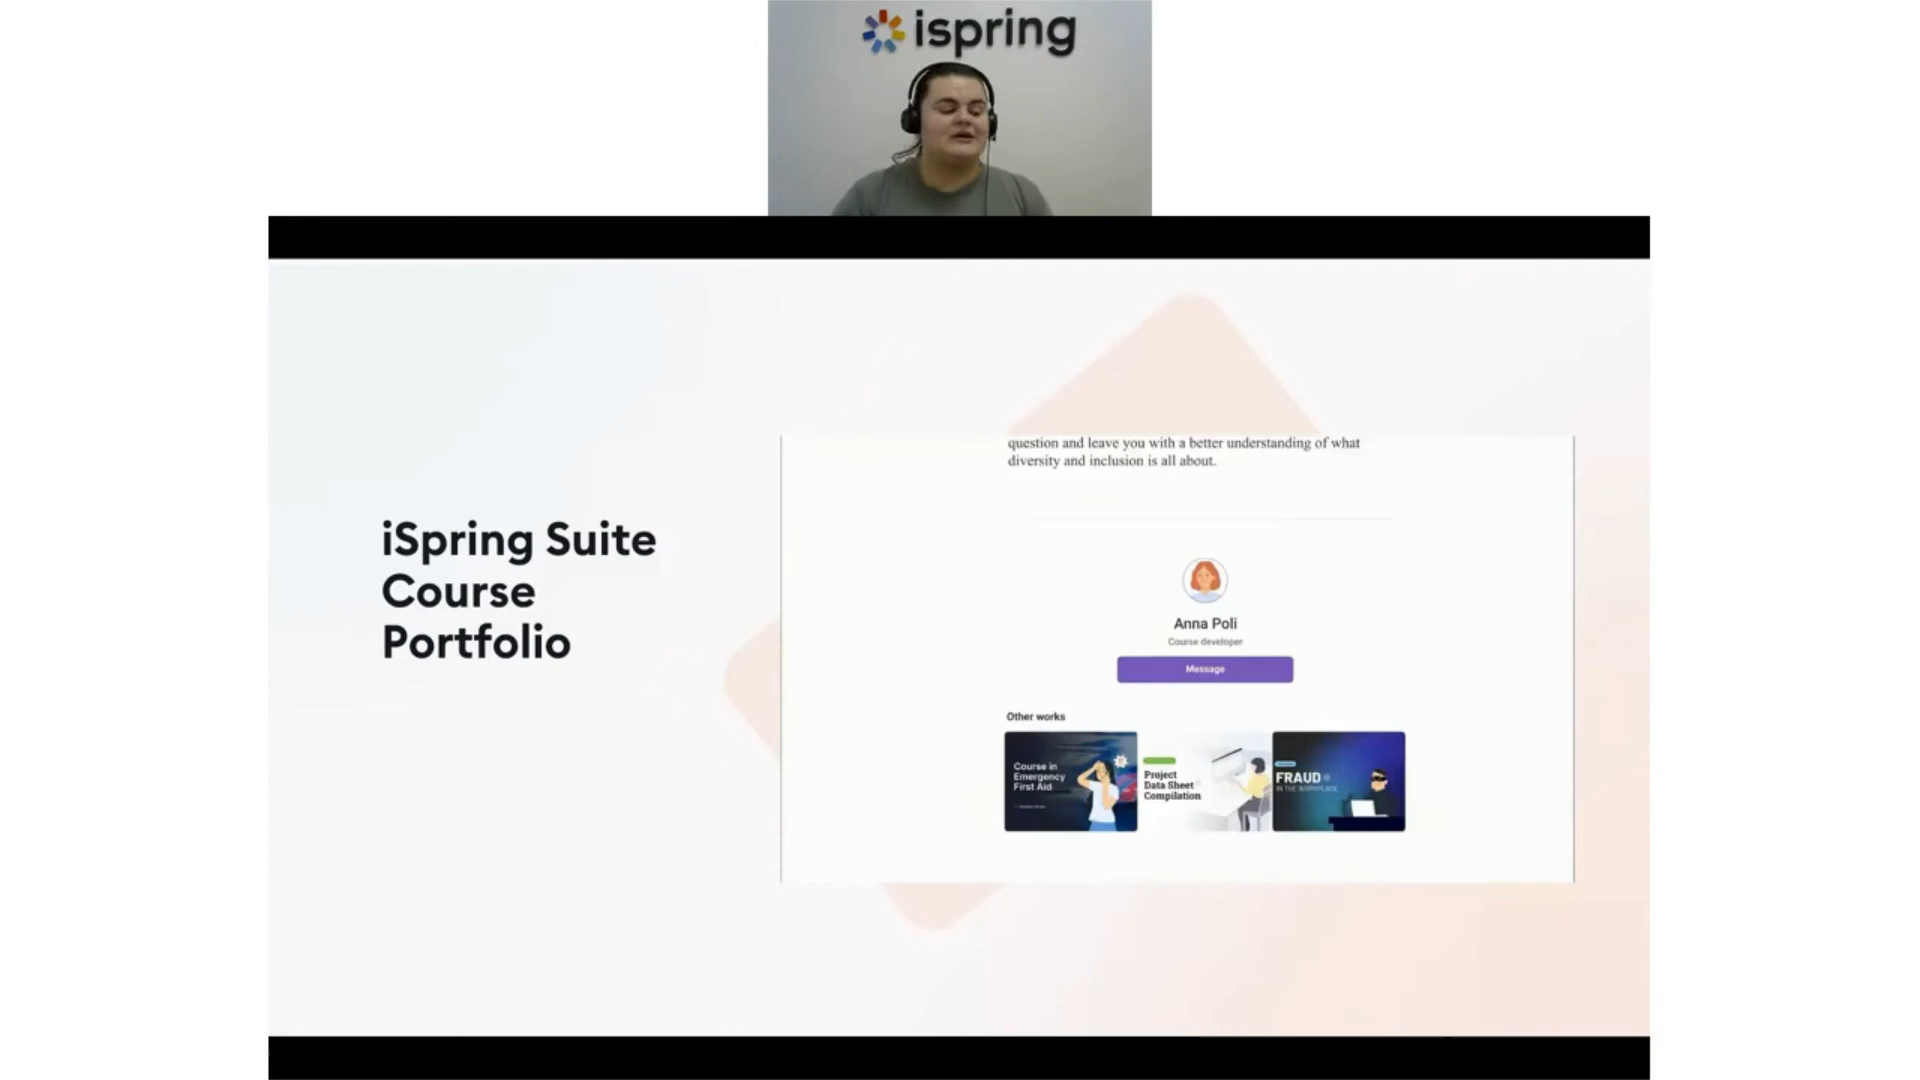 ispring
iSpring Suite
Course
Portfolio
question and leave you with a better understanding of what
diversity and inclusion is all about.
Anna Poli
Course developer
Message
Other works
Course in
Emergency
First Aid
Project
Data Sheet
Compilation
FRAUD
IN THE WORKPLACE